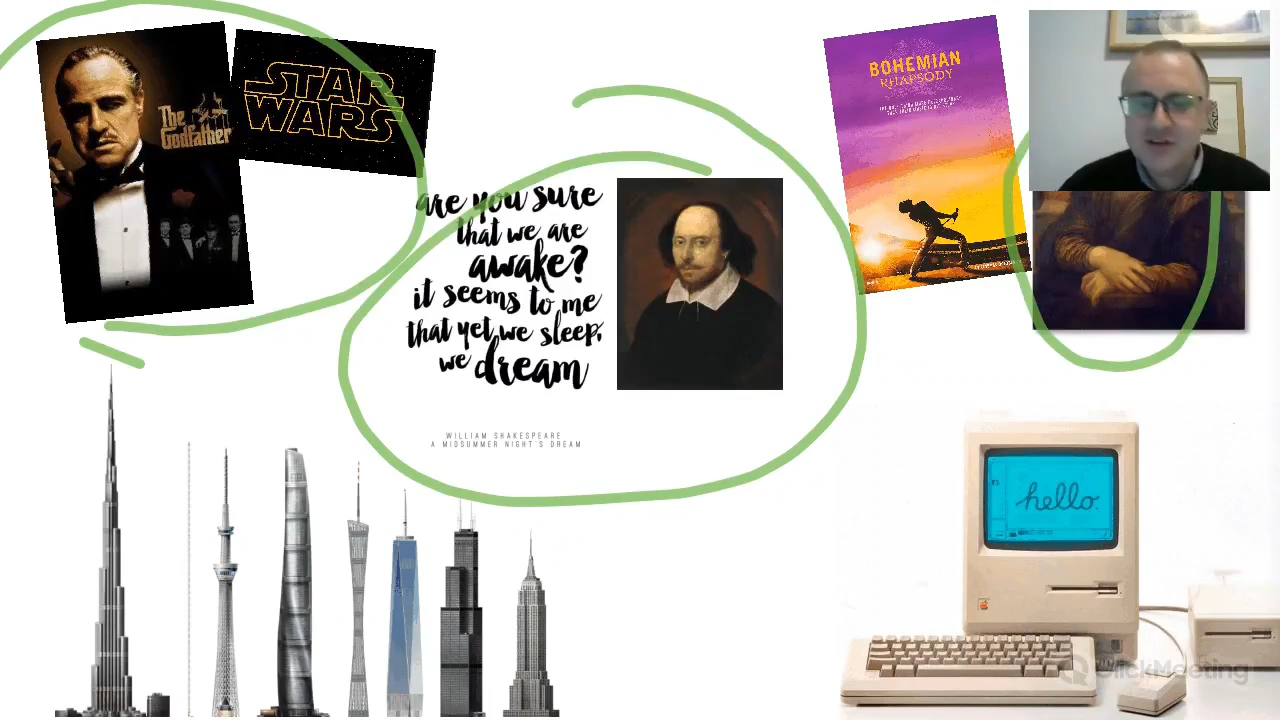 The
Godfather
STAR
WARS
are you sure
that we are
awake?
it seems to me
that yet we sleep,
we dream
WILLIAM SHAKESPEARE
A MIDSUMMER NIGHT'S DREAM
BOHEMIAN
RHAPSODY
hello.
ClickMeeting